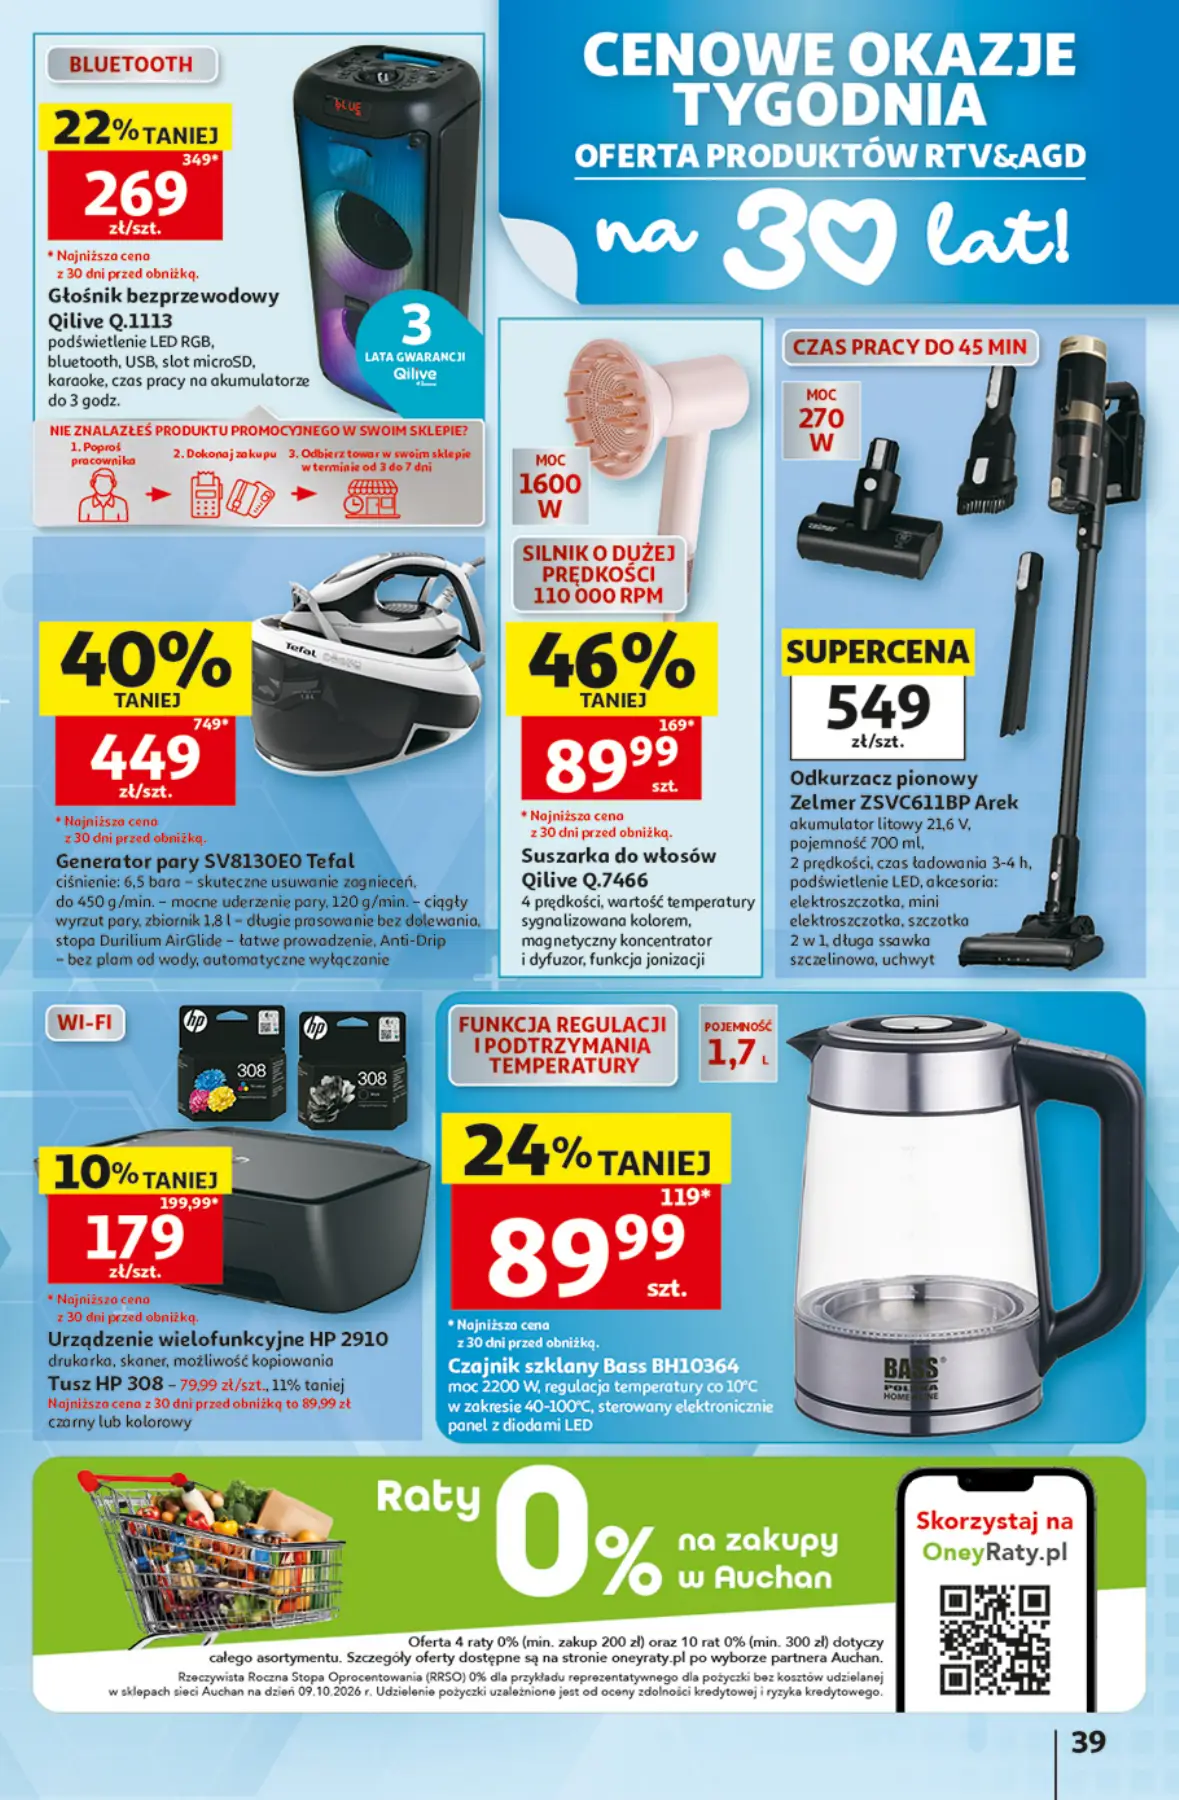 BLUETOOTH
22% TANIEJ
349*
269
zł/szt.
* Najniższa cena
z 30 dni przed obniżką.
Głośnik bezprzewodowy
Qilive Q.1113
podświetlenie LED RGB,
bluetooth, USB, slot microSD,
karaoke, czas pracy na akumulatorze
do 3 godz.
BLUE
3
LATA GWARANCJI
Qilive
CENOWE OKAZJE
TYGODNIA
OFERTA PRODUKTÓW RTV&AGD
na 30 lat!
NIE ZNALAZŁEŚ PRODUKTU PROMOCYJNEGO W SWOIM SKLEPIE?
1. Poproś
pracownika
2. Dokonaj zakupu
3. Odbierz towar w swoim sklepie
w terminie od 3 do 7 dni
Tefal
40%
TANIEJ
749*
449
zł/szt.
* Najniższa cena
z 30 dni przed obniżką.
Generator pary SV8130E0 Tefal
ciśnienie: 6,5 bara – skuteczne usuwanie zagnieceń,
do 450 g/min. – mocne uderzenie pary, 120 g/min. – ciągły
wyrzut pary, zbiornik 1,8 l – długie prasowanie bez dolewania,
stopa Durilium AirGlide – łatwe prowadzenie, Anti-Drip
– bez plam od wody, automatyczne wyłączanie
MOC
1600
W
SILNIK O DUŻEJ
PRĘDKOŚCI
110 000 RPM
46%
TANIEJ
169*
89 99
szt.
* Najniższa cena
z 30 dni przed obniżką.
Suszarka do włosów
Qilive Q.7466
4 prędkości, wartość temperatury
sygnalizowana kolorem,
magnetyczny koncentrator
i dyfuzor, funkcja jonizacji
CZAS PRACY DO 45 MIN
MOC
270
W
zelmer
SUPERCENA
549
zł/szt.
Odkurzacz pionowy
Zelmer ZSVC611BP Arek
akumulator litowy 21,6 V,
pojemność 700 ml,
2 prędkości, czas ładowania 3-4 h,
podświetlenie LED, akcesoria:
elektroszczotka, mini
elektroszczotka, szczotka
2 w 1, długa ssawka
szczelinowa, uchwyt
WI-FI
hp
308
hp
308
10% TANIEJ
199,99*
179
zł/szt.
* Najniższa cena
z 30 dni przed obniżką.
Urządzenie wielofunkcyjne HP 2910
drukarka, skaner, możliwość kopiowania
Tusz HP 308 – 79,99 zł/szt., 11% taniej
Najniższa cena z 30 dni przed obniżką to 89,99 zł
czarny lub kolorowy
FUNKCJA REGULACJI
I PODTRZYMANIA
TEMPERATURY
POJEMNOŚĆ
1,7 L
24% TANIEJ
119*
89 99
szt.
* Najniższa cena
z 30 dni przed obniżką.
Czajnik szklany Bass BH10364
moc 2200 W, regulacja temperatury co 10°C
w zakresie 40-100°C, sterowany elektronicznie
panel z diodami LED
BASS
POLSKA
HOME LINE
Raty 0% na zakupy
w Auchan
Skorzystaj na
OneyRaty.pl
Oferta 4 raty 0% (min. zakup 200 zł) oraz 10 rat 0% (min. 300 zł) dotyczy
całego asortymentu. Szczegóły oferty dostępne są na stronie oneyraty.pl po wyborze partnera Auchan.
Rzeczywista Roczna Stopa Oprocentowania (RRSO) 0% dla przykładu reprezentatywnego dla pożyczki bez kosztów udzielanej
w sklepach sieci Auchan na dzień 09.10.2026 r. Udzielenie pożyczki uzależnione jest od oceny zdolności kredytowej i ryzyka kredytowego.
39